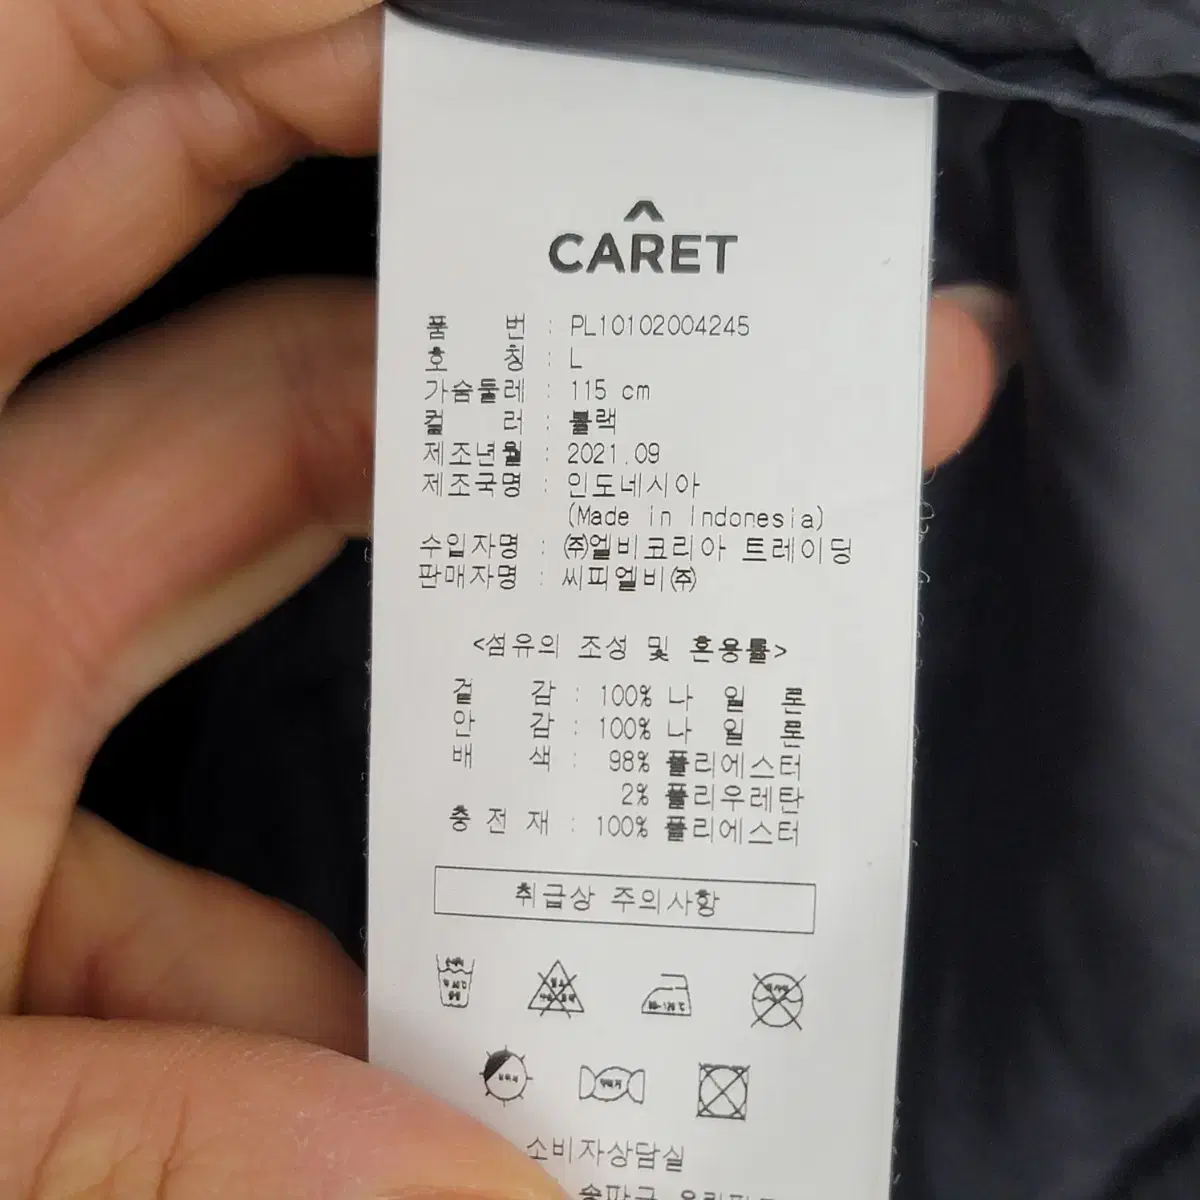 CARET
품 번 : PL10102004245
호 칭 : L
가슴둘레 : 115 cm
컬 러 : 블랙
제조년월 : 2021.09
제조국명 : 인도네시아
(Made in Indonesia)
수입자명 : ㈜엘비코리아 트레이딩
판매자명 : 씨피엘비㈜
<섬유의 조성 및 혼용률>
겉 감 : 100% 나 일 론
안 감 : 100% 나 일 론
배 색 : 98% 폴리에스터
2% 폴리우레탄
충 전 재 : 100% 폴리에스터
취급상 주의사항
소비자상담실
송파구